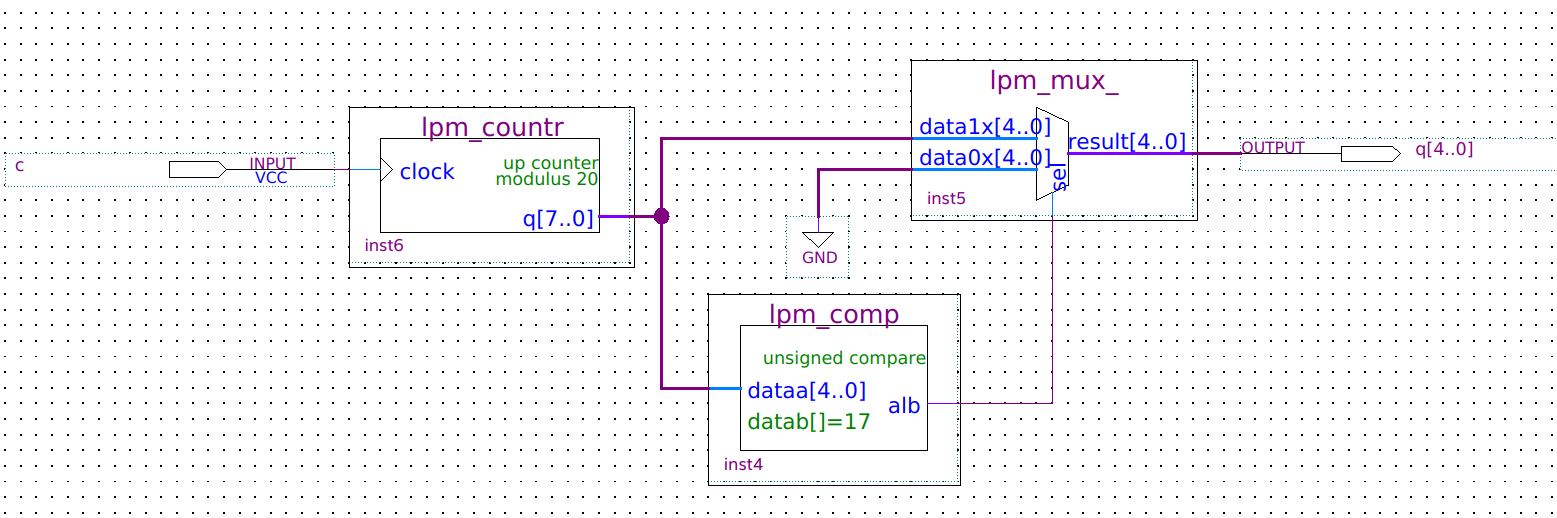 c
INPUT
VCC
lpm_countr
up counter
modulus 20
clock
q[7..0]
inst6
lpm_mux_
data1x[4..0]
data0x[4..0]
sel
result[4..0]
inst5
OUTPUT
q[4..0]
GND
lpm_comp
unsigned compare
dataa[4..0]
alb
datab[]=17
inst4